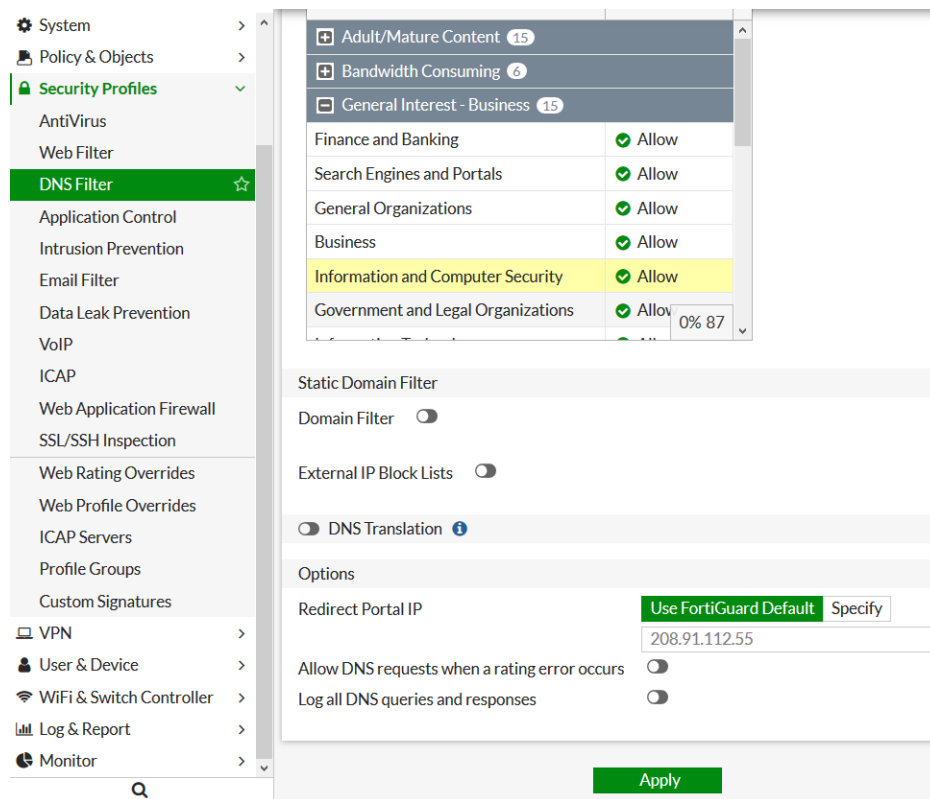 System
Policy & Objects
Security Profiles
AntiVirus
Web Filter
DNS Filter
Application Control
Intrusion Prevention
Email Filter
Data Leak Prevention
VoIP
ICAP
Web Application Firewall
SSL/SSH Inspection
Web Rating Overrides
Web Profile Overrides
ICAP Servers
Profile Groups
Custom Signatures
VPN
User & Device
WiFi & Switch Controller
Log & Report
Monitor
Adult/Mature Content 15
Bandwidth Consuming 6
General Interest - Business 15
Finance and Banking Allow
Search Engines and Portals Allow
General Organizations Allow
Business Allow
Information and Computer Security Allow
Government and Legal Organizations Allow
0% 87
Static Domain Filter
Domain Filter
External IP Block Lists
DNS Translation
Options
Redirect Portal IP Use FortiGuard Default Specify
208.91.112.55
Allow DNS requests when a rating error occurs
Log all DNS queries and responses
Apply